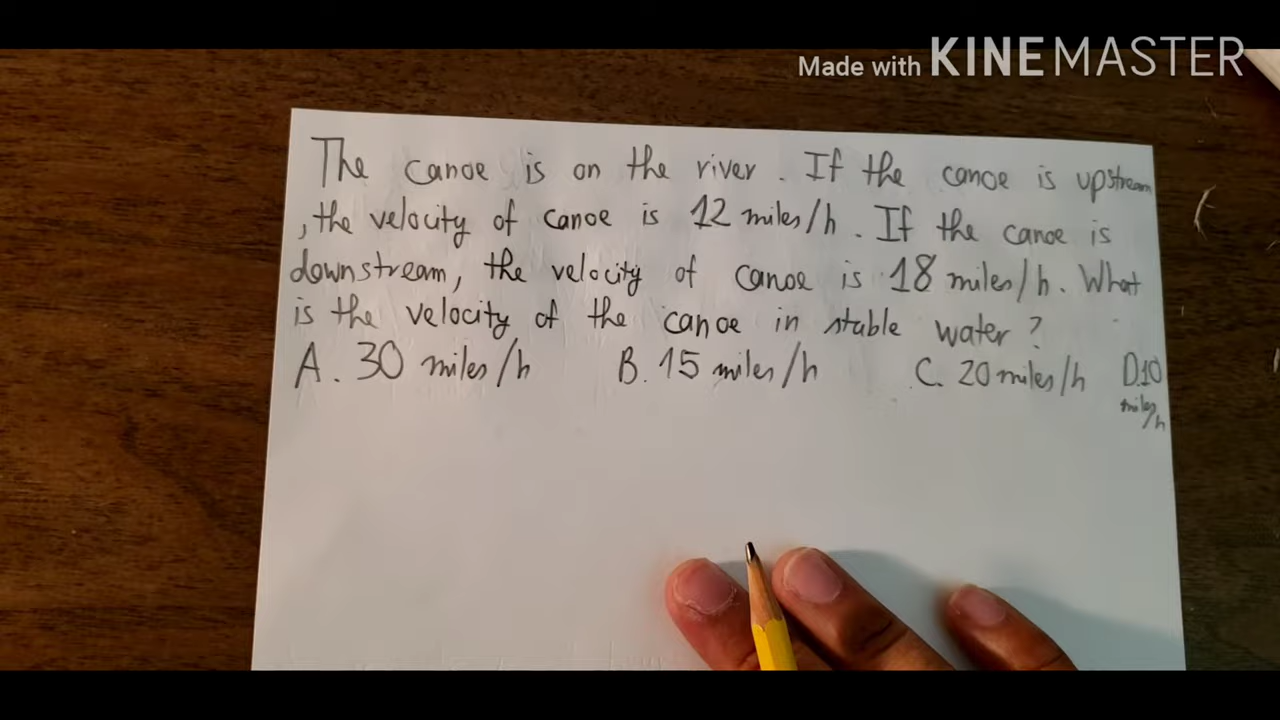 Made with KINEMASTER
The canoe is on the river. If the canoe is upstream
, the velocity of canoe is 12 miles/h. If the canoe is
downstream, the velocity of canoe is 18 miles/h. What
is the velocity of the canoe in stable water?
A. 30 miles/h B. 15 miles/h C. 20 miles/h D.10
miles/h